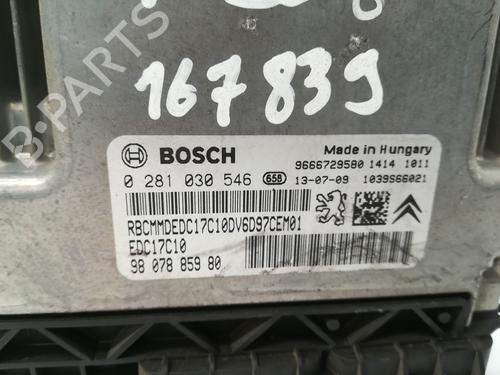 167839
BOSCH
Made in Hungary
9666729580 1414 1011
0 281 030 546 658 13-07-09 1039S66021
RBCMMDEDC17C10DV6D97CEM01
EDC17C10
98 078 859 80
B-PARTS